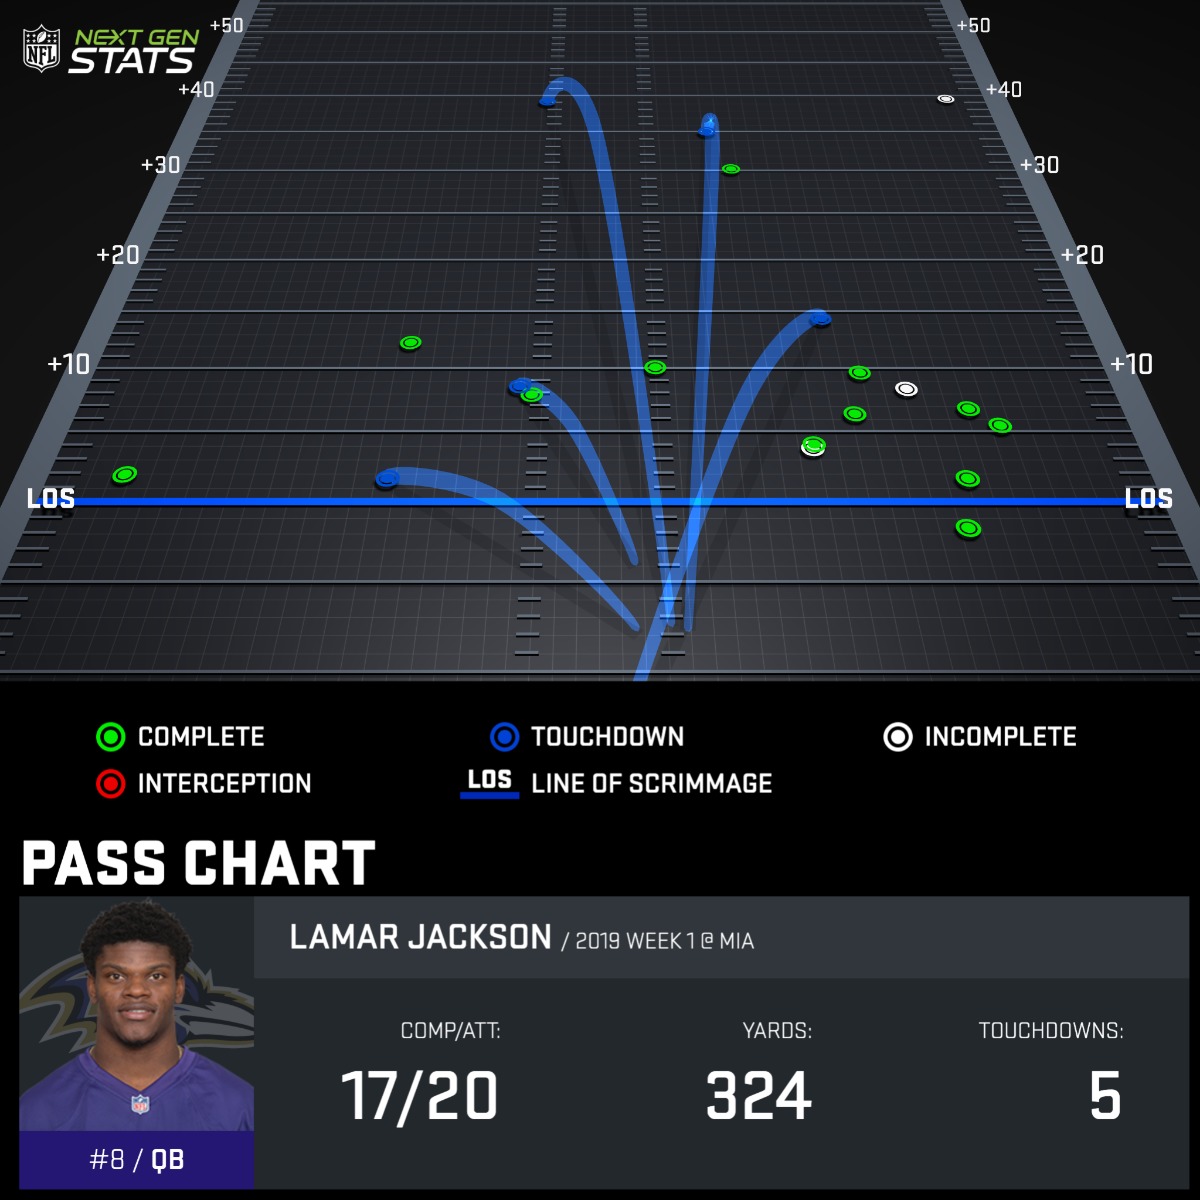 NFL NEXT GEN
STATS
+50 +50
+40 +40
+30 +30
+20 +20
+10 +10
LOS LOS
COMPLETE TOUCHDOWN INCOMPLETE
INTERCEPTION LOS LINE OF SCRIMMAGE
PASS CHART
LAMAR JACKSON / 2019 WEEK 1 @ MIA
COMP/ATT: YARDS: TOUCHDOWNS:
17/20 324 5
#8 / QB